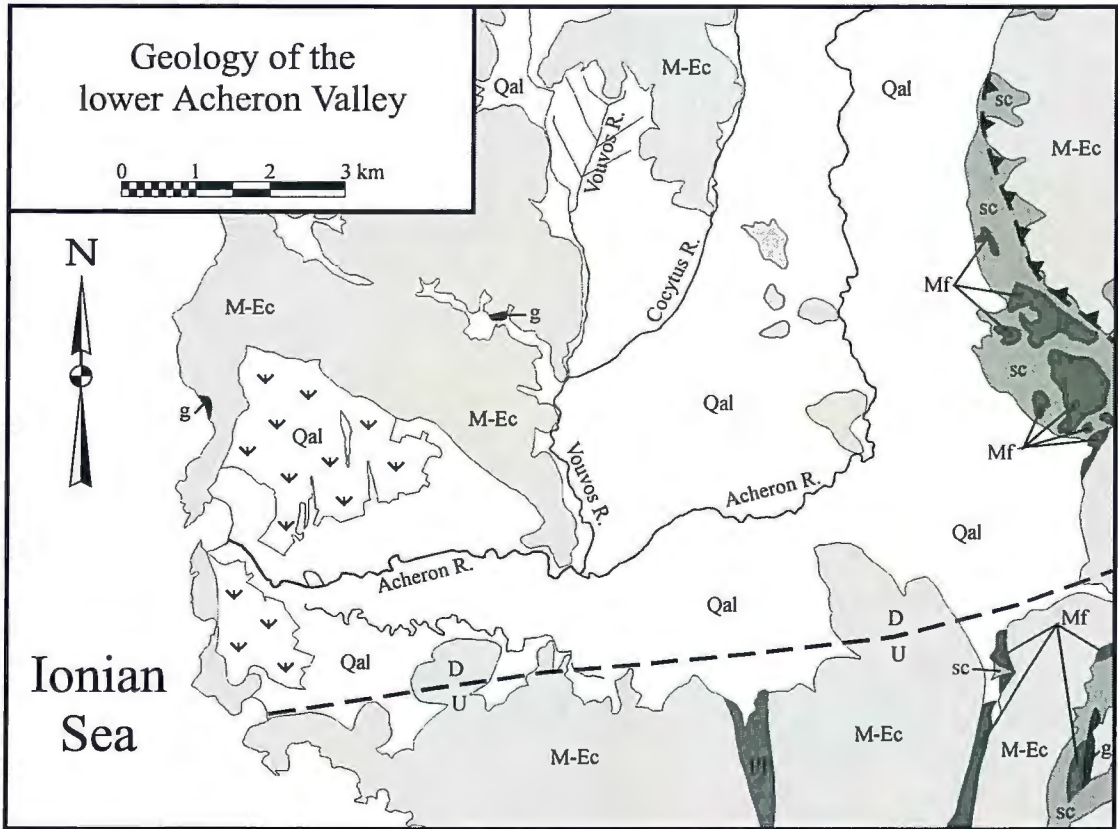 Geology of the
lower Acheron Valley
0 1 2 3 km
N
Qal
M-Ec
Vouvos R.
Qal
sc
M-Ec
sc
Cocytus R.
Mf
M-Ec
g
g
sc
Qal
M-Ec
Qal
Mf
Vouvos R.
Acheron R.
Qal
Acheron R.
Qal
D
U
Mf
Qal
D
U
sc
Ionian
Sea
M-Ec
M-Ec
M-Ec
g
sc